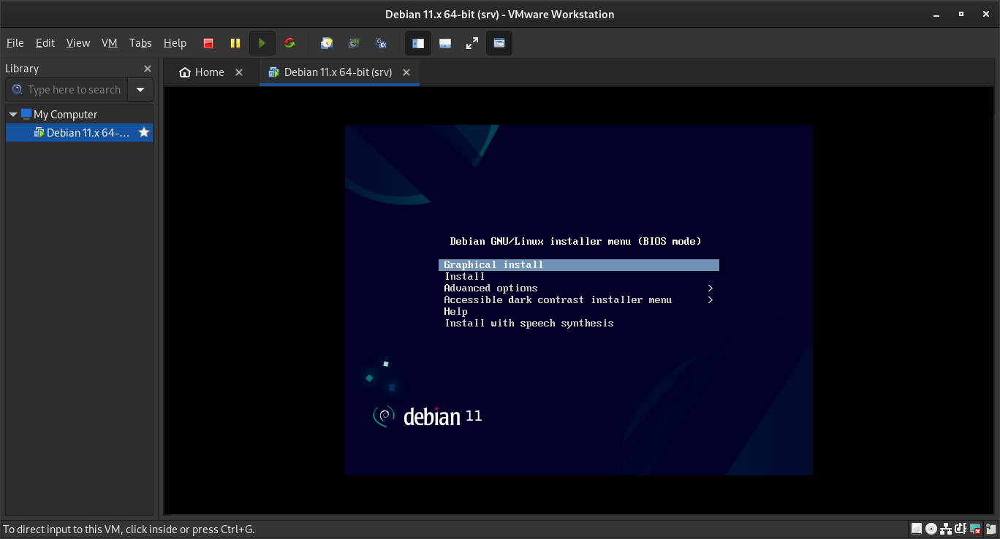 Debian 11.x 64-bit (srv) - VMware Workstation
File Edit View VM Tabs Help
Library
Type here to search
My Computer
Debian 11.x 64-...
Home
Debian 11.x 64-bit (srv)
Debian GNU/Linux installer menu (BIOS mode)
Graphical install
Install
Advanced options >
Accessible dark contrast installer menu >
Help
Install with speech synthesis
debian 11
To direct input to this VM, click inside or press Ctrl+G.